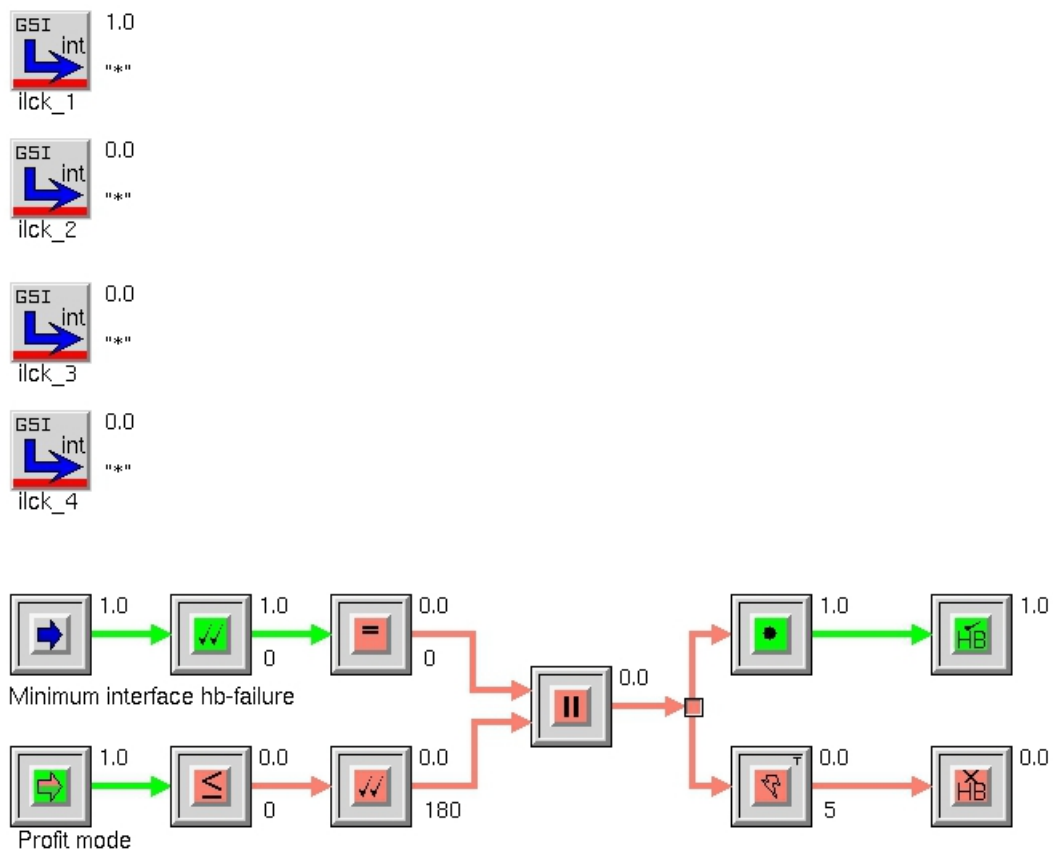 GSI 1.0
int
"*"
ilck_1
GSI 0.0
int
"*"
ilck_2
GSI 0.0
int
"*"
ilck_3
GSI 0.0
int
"*"
ilck_4
1.0 1.0 0.0 1.0 1.0
= HB
0 0
Minimum interface hb-failure
0.0
II
1.0 0.0 0.0 T 0.0 0.0
≤ HB
0 180 5
Profit mode